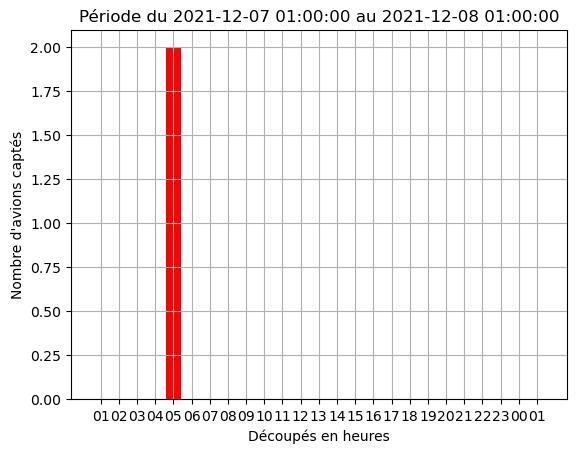 Période du 2021-12-07 01:00:00 au 2021-12-08 01:00:00
2.00
1.75
1.50
1.25
1.00
0.75
0.50
0.25
0.00
Nombre d'avions captés
01 02 03 04 05 06 07 08 09 10 11 12 13 14 15 16 17 18 19 20 21 22 23 00 01
Découpés en heures